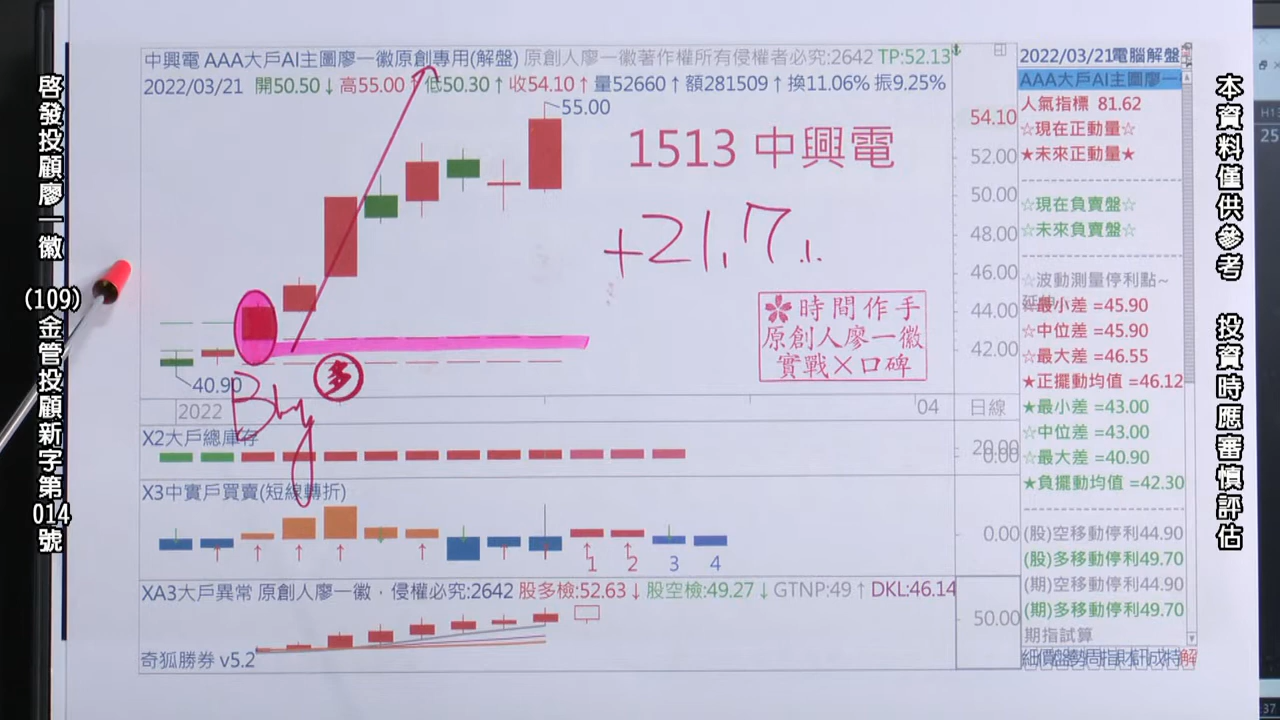 啓發投顧廖一徽 (109)金管投顧新字第014號
本資料僅供參考 投資時應審慎評估
中興電 AAA大戶AI主圖廖一徽原創專用(解盤) 原創人廖一徽著作權所有侵權者必究:2642 TP:52.13
2022/03/21 開50.50↓ 高55.00↑ 低50.30↑ 收54.10↑ 量52660↑ 額281509↑ 換11.06% 振9.25%
55.00
1513 中興電
+21.7%
時間作手
原創人廖一徽
實戰×口碑
40.90
多
Buy
54.10
52.00
50.00
48.00
46.00
44.00
42.00
2022
04
日線
X2大戶總庫存
20.00
0.00
X3中實戶買賣(短線轉折)
0.00
1 2 3 4
XA3大戶異常 原創人廖一徽，侵權必究:2642 股多檢:52.63↓ 股空檢:49.27↓ GTNP:49↑ DKL:46.14
50.00
奇狐勝券 v5.2
2022/03/21電腦解盤
AAA大戶AI主圖廖一
人氣指標 81.62
☆現在正動量☆
★未來正動量★
☆現在負賣盤☆
☆未來負賣盤☆
☆波動測量停利點~
☆最小差 =45.90
☆中位差 =45.90
☆最大差 =46.55
★正擺動均值 =46.12
★最小差 =43.00
☆中位差 =43.00
☆最大差 =40.90
★負擺動均值 =42.30
(股)空移動停利44.90
(股)多移動停利49.70
(期)空移動停利44.90
(期)多移動停利49.70
期指試算